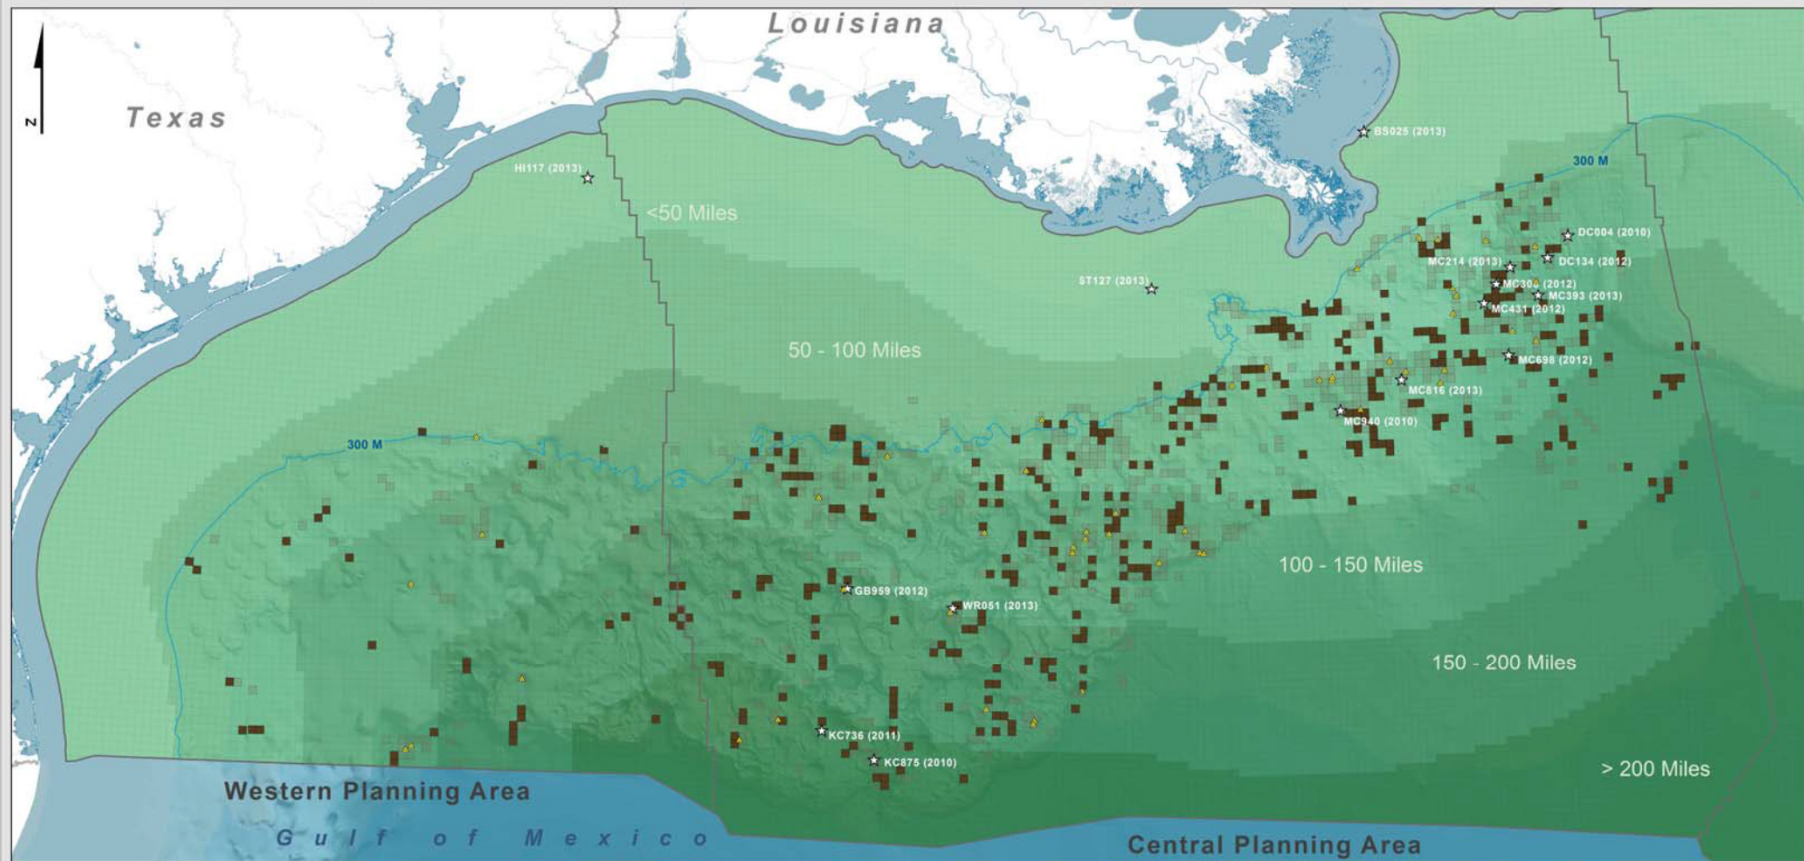 Louisiana
Texas
N
BS025 (2013)
300 M
HI117 (2013)
<50 Miles
DC004 (2010)
MC214 (2013)
DC134 (2012)
ST127 (2013)
(2012)
MC393 (2013)
MC431 (2012)
50 - 100 Miles
MC698 (2012)
MC816 (2013)
MC940 (2010)
300 M
100 - 150 Miles
GB959 (2012)
WR051 (2013)
150 - 200 Miles
KC736 (2011)
KC875 (2010)
> 200 Miles
Western Planning Area
Gulf of Mexico
Central Planning Area